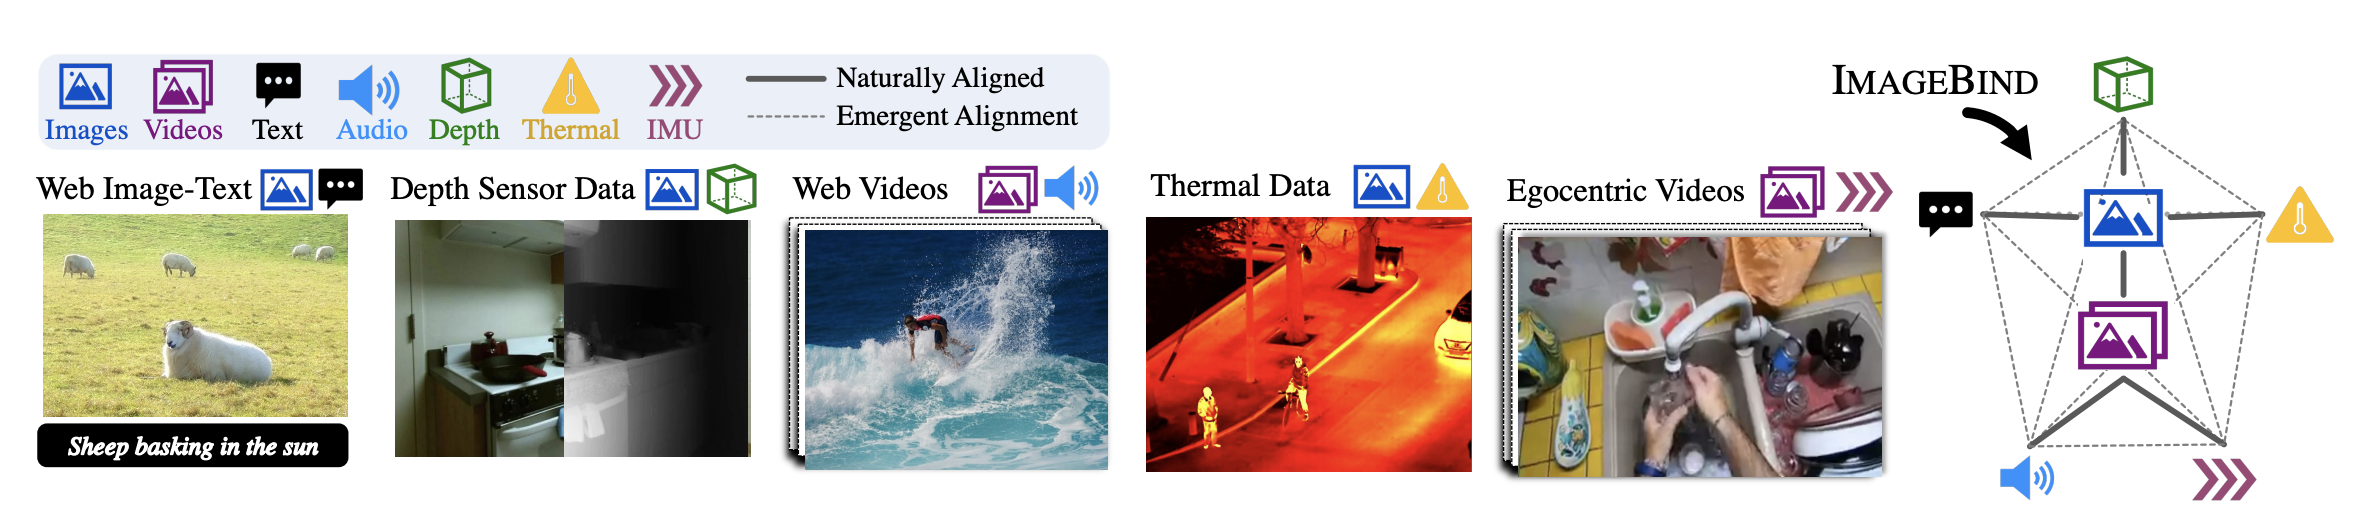 Images Videos Text Audio Depth Thermal IMU
Naturally Aligned
Emergent Alignment
IMAGEBIND
Web Image-Text
Depth Sensor Data
Web Videos
Thermal Data
Egocentric Videos
Sheep basking in the sun